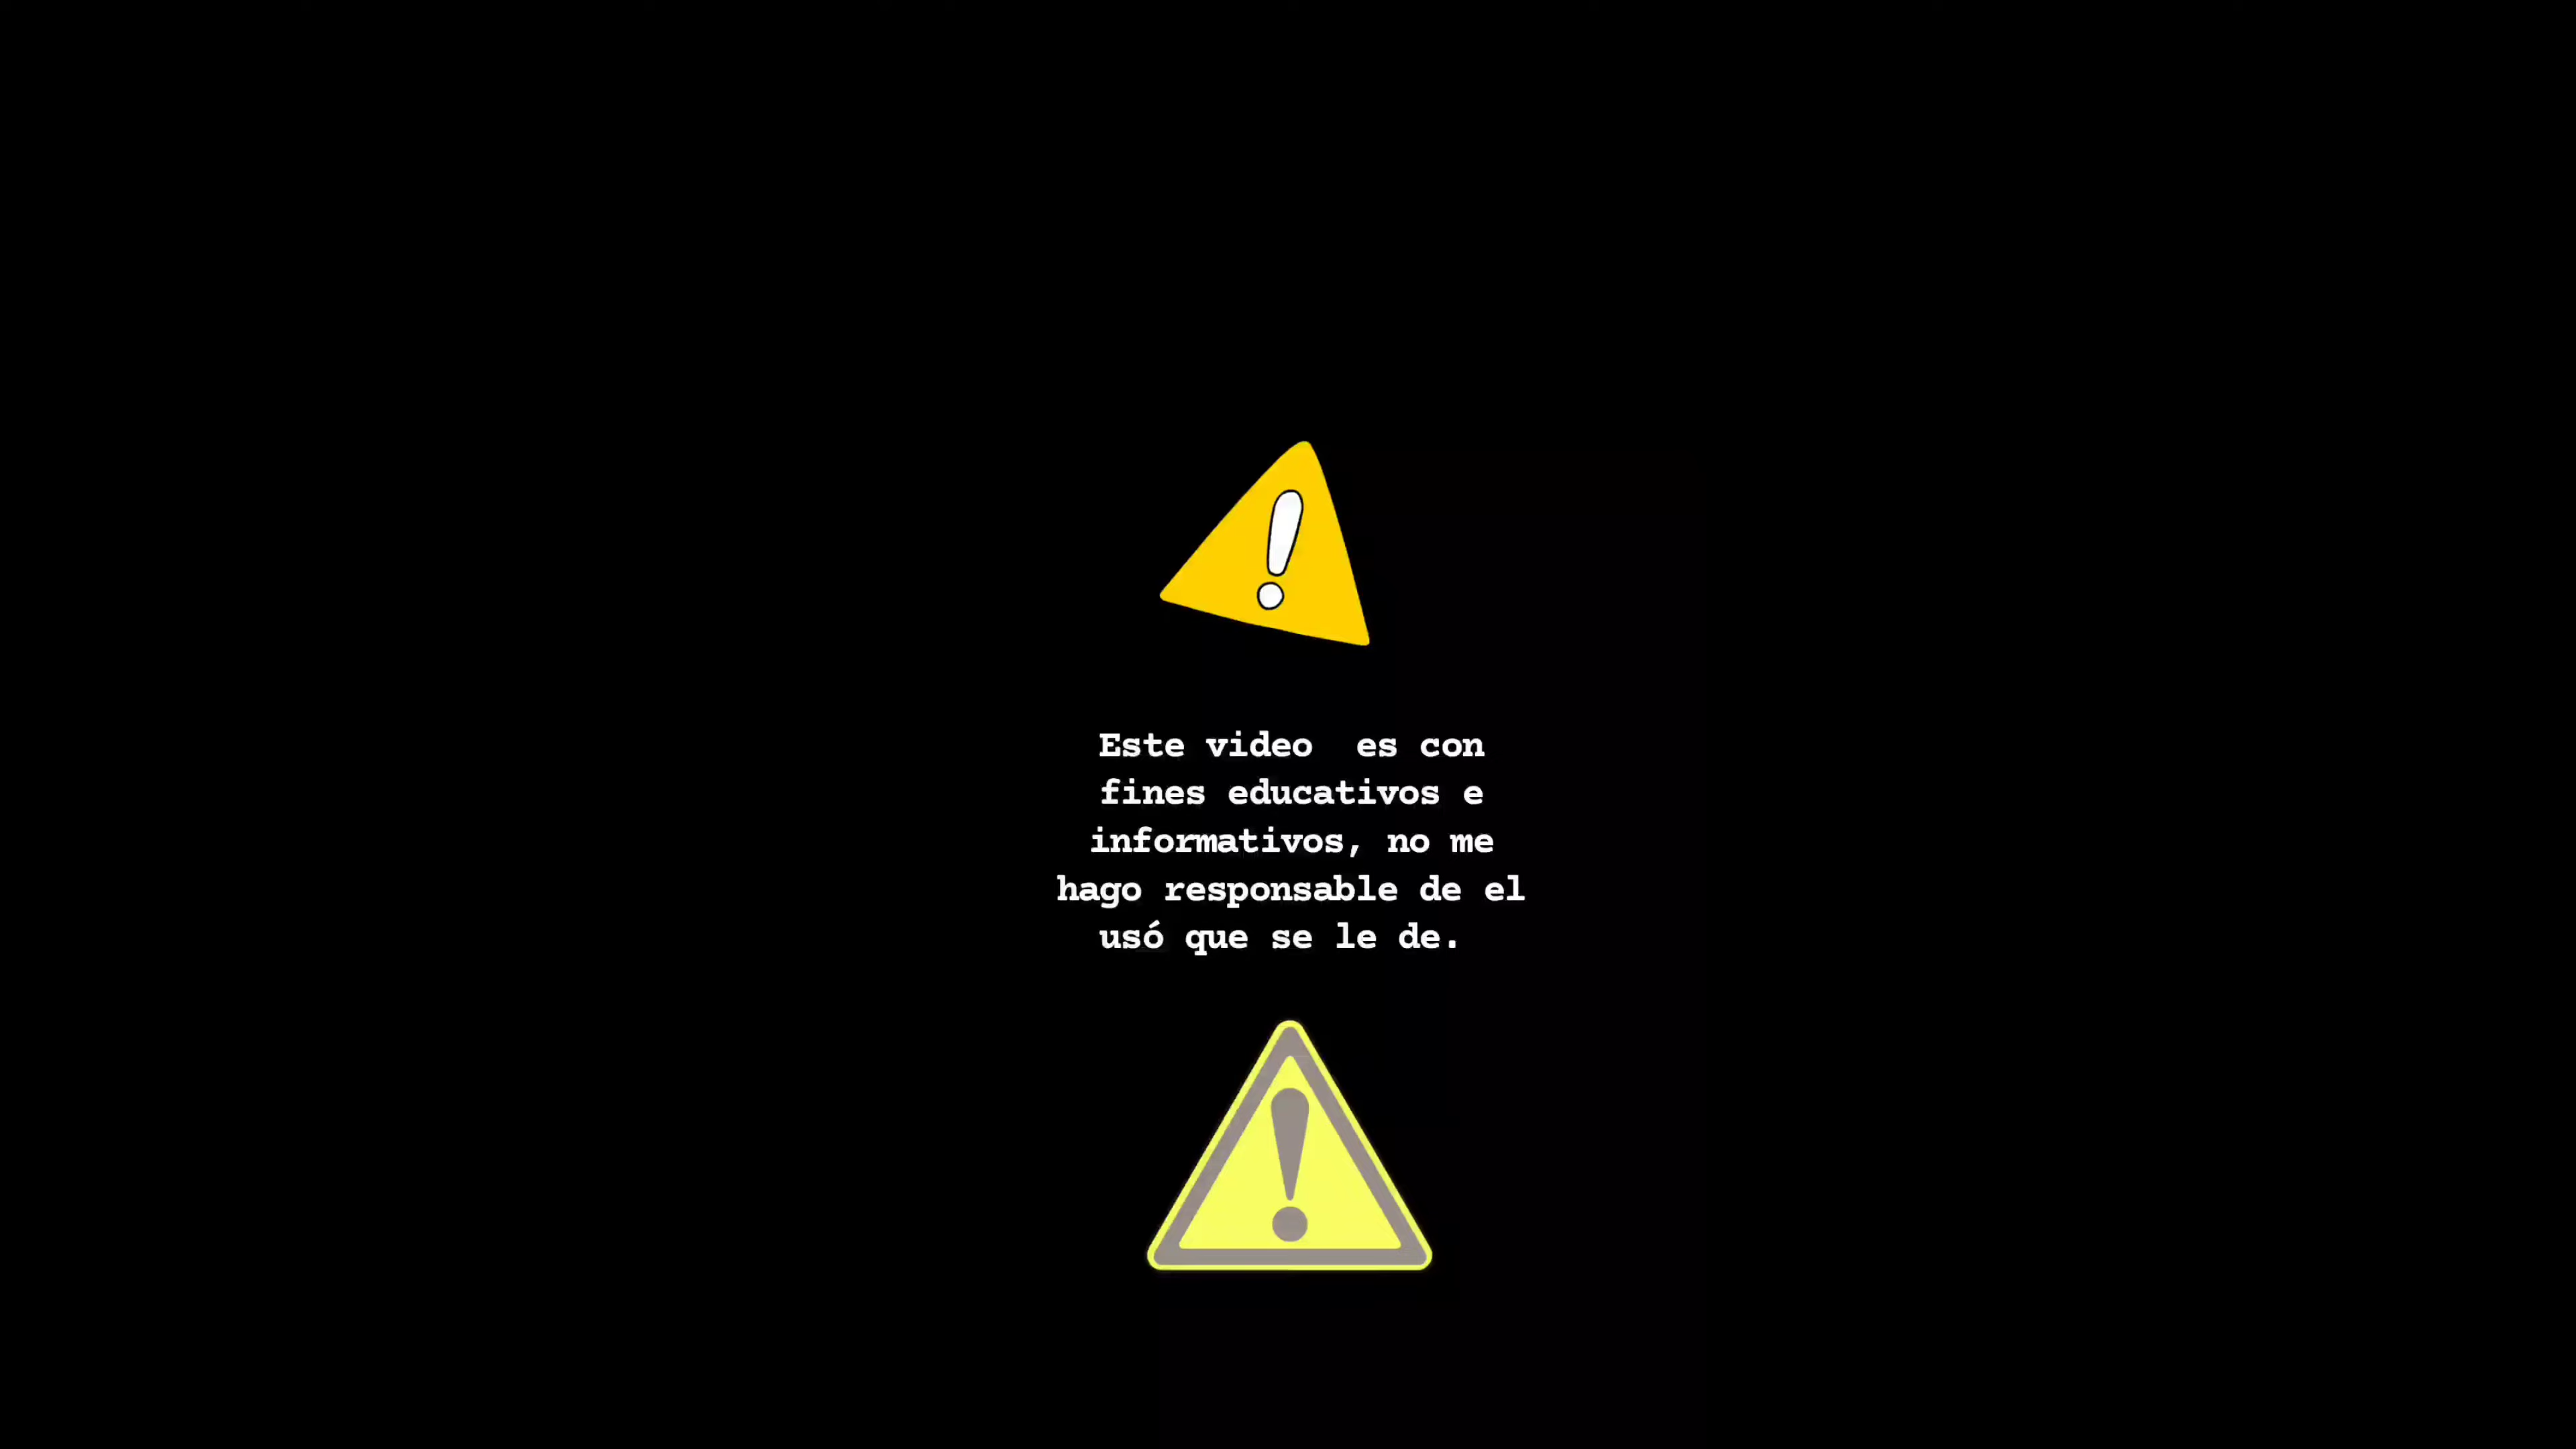 Este video  es con
fines educativos e
informativos, no me
hago responsable de el
usó que se le de.